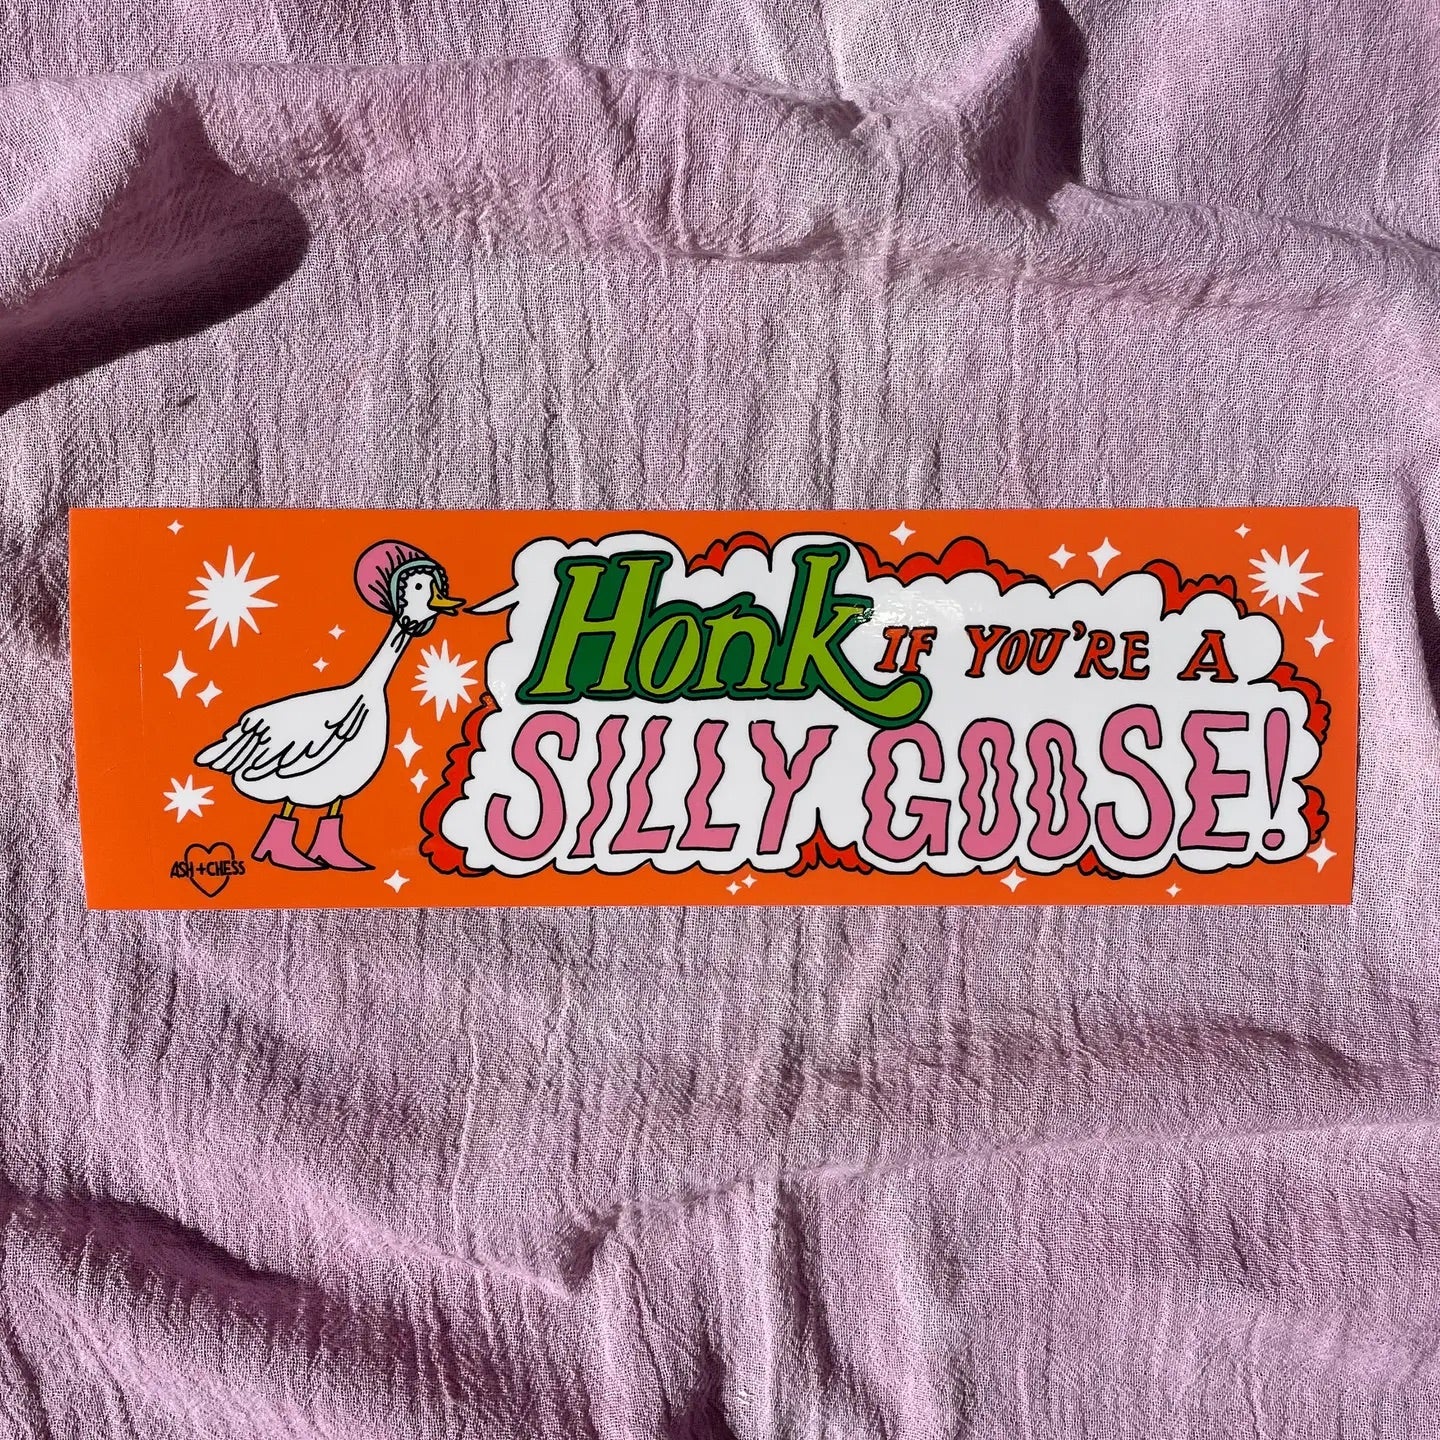 Honk IF YOU'RE A
SILLY GOOSE!
ASH + CHESS